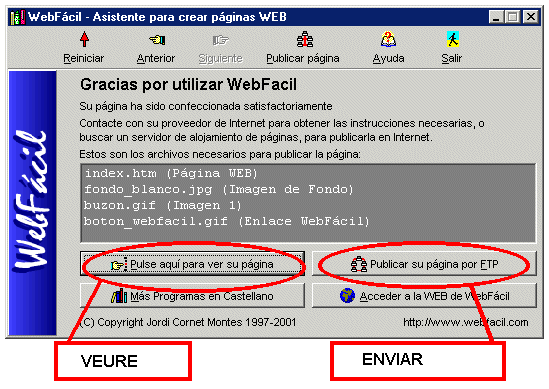 WebFácil - Asistente para crear páginas WEB
Reiniciar Anterior Siguiente Publicar página Ayuda Salir
WebFácil
Gracias por utilizar WebFacil
Su página ha sido confeccionada satisfactoriamente
Contacte con su proveedor de Internet para obtener las instrucciones necesarias, o
buscar un servidor de alojamiento de páginas, para publicarla en Internet.
Estos son los archivos necesarios para publicar la página:
index.htm (Página WEB)
fondo_blanco.jpg (Imagen de Fondo)
buzon.gif (Imagen 1)
boton_webfacil.gif (Enlace WebFácil)
Pulse aquí para ver su página Publicar su página por FTP
Más Programas en Castellano Acceder a la WEB de WebFácil
(C) Copyright Jordi Cornet Montes 1997-2001 http://www.webfacil.com
VEURE ENVIAR